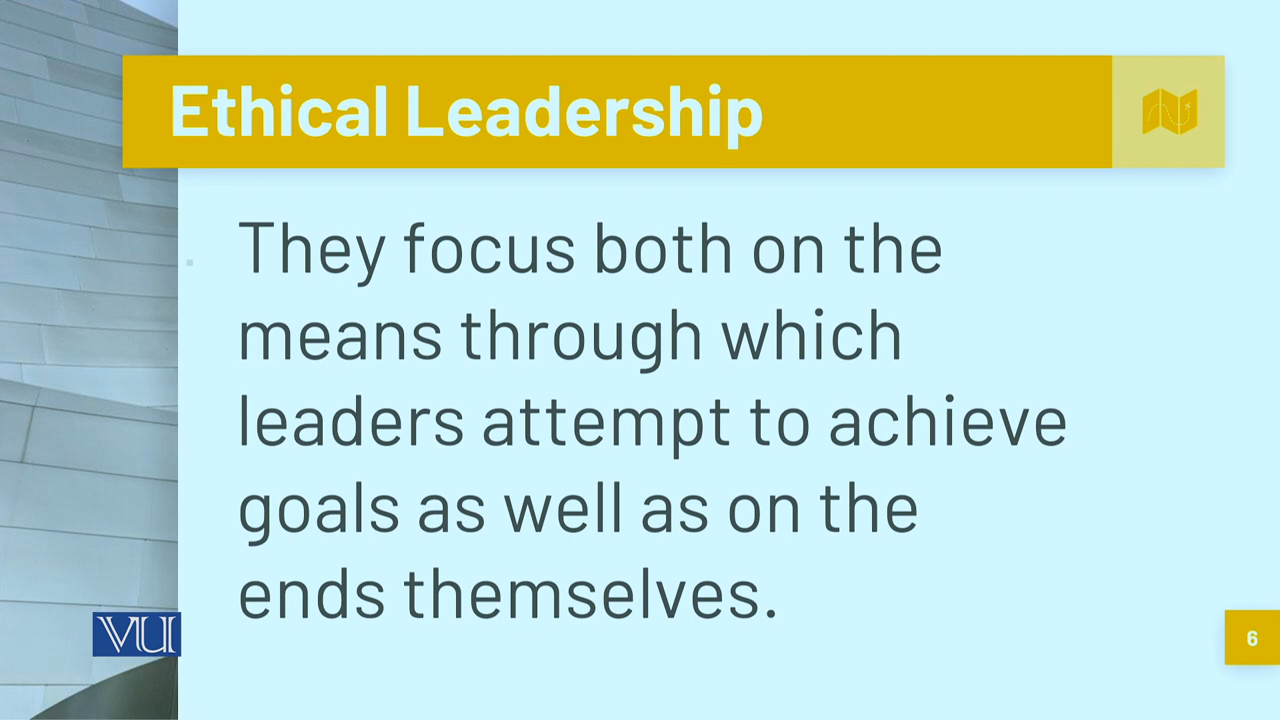 Ethical Leadership
They focus both on the
means through which
leaders attempt to achieve
goals as well as on the
ends themselves.
VU
6